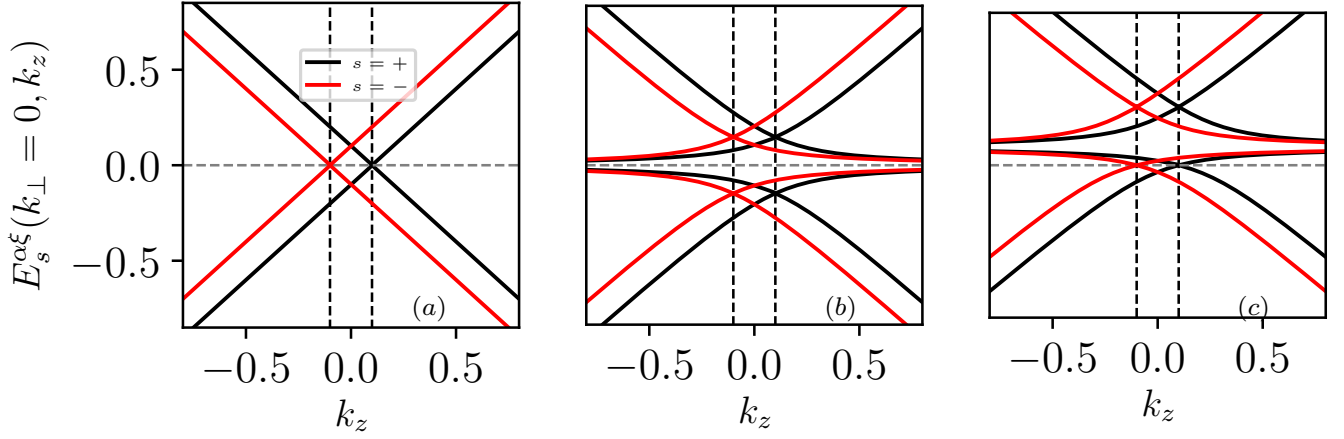 E_s^{αξ}(k_⊥ = 0, k_z)
0.5
0.0
−0.5
s = +
s = −
(a)
(b)
(c)
−0.5 0.0 0.5
−0.5 0.0 0.5
−0.5 0.0 0.5
k_z
k_z
k_z